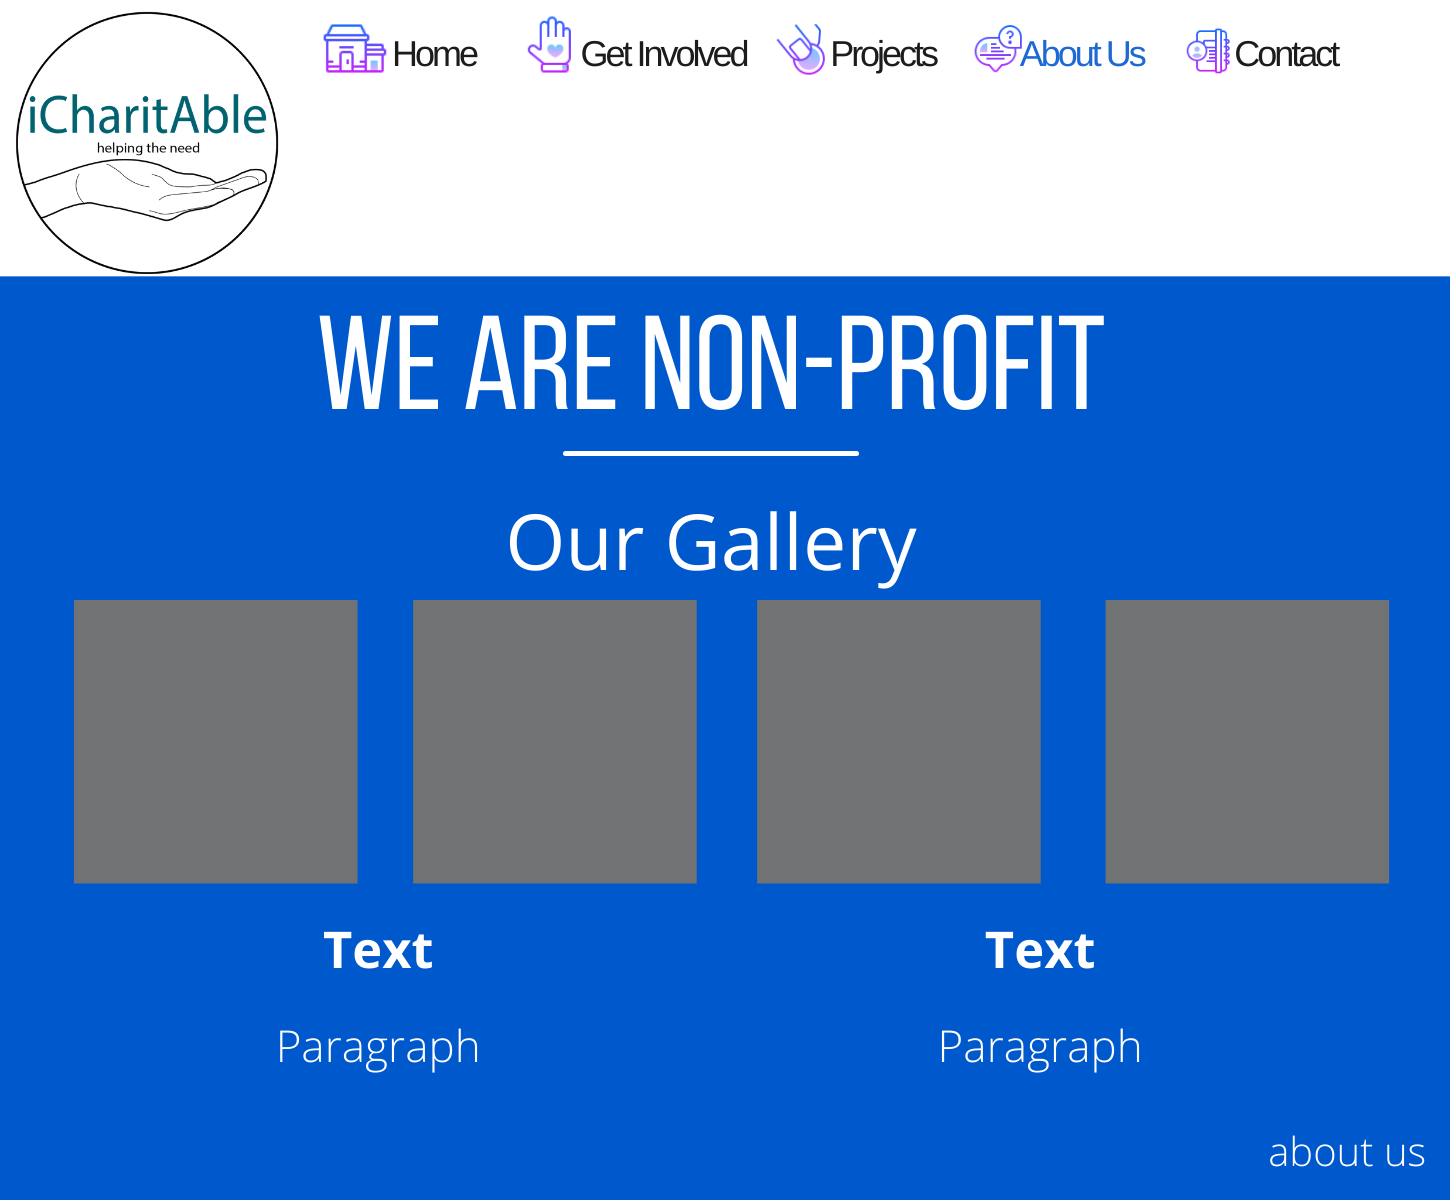 Home Get Involved Projects About Us Contact
iCharitAble
helping the need
WE ARE NON-PROFIT
Our Gallery
Text Text
Paragraph Paragraph
about us